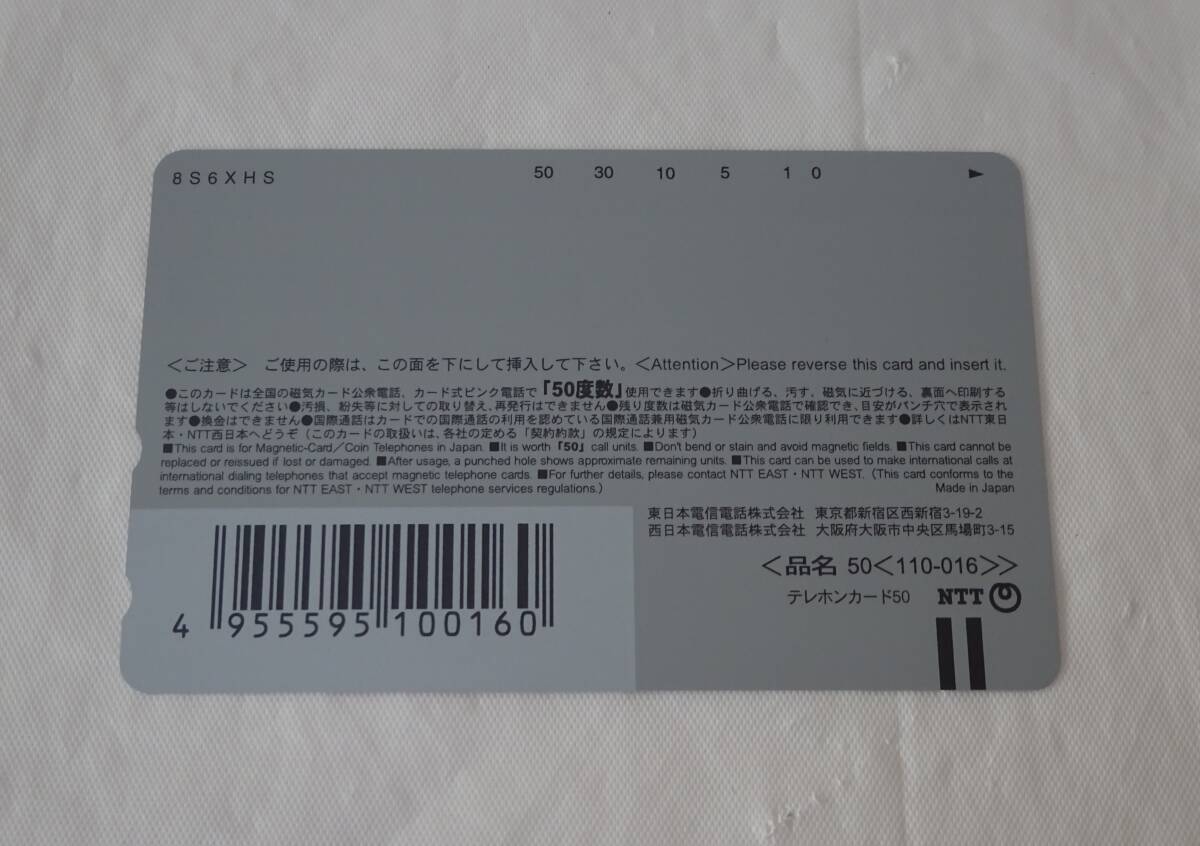 8S6XHS 50 30 10 5 1 0 ►
＜ご注意＞ ご使用の際は、この面を下にして挿入して下さい。＜Attention＞Please reverse this card and insert it.
●このカードは全国の磁気カード公衆電話、カード式ピンク電話で「50度数」使用できます●折り曲げる、汚す、磁気に近づける、裏面へ印刷する
等はしないでください●汚損、紛失等に対しての取り替え、再発行はできません●残り度数は磁気カード公衆電話で確認でき、目安がパンチ穴で表示され
ます●換金はできません●国際通話はカードでの国際通話の利用を認めている国際通話兼用磁気カード公衆電話に限り利用できます●詳しくはNTT東日
本・NTT西日本へどうぞ（このカードの取扱いは、各社の定める「契約約款」の規定によります）
■This card is for Magnetic-Card／Coin Telephones in Japan. ■It is worth「50」call units. ■Don't bend or stain and avoid magnetic fields. ■This card cannot be
replaced or reissued if lost or damaged. ■After usage, a punched hole shows approximate remaining units. ■This card can be used to make international calls at
international dialing telephones that accept magnetic telephone cards. ■For further details, please contact NTT EAST・NTT WEST.（This card conforms to the
terms and conditions for NTT EAST・NTT WEST telephone services regulations.） Made in Japan
東日本電信電話株式会社 東京都新宿区西新宿3-19-2
西日本電信電話株式会社 大阪府大阪市中央区馬場町3-15
＜品名 50＜110-016＞＞
テレホンカード50 NTT
4 955595 100160